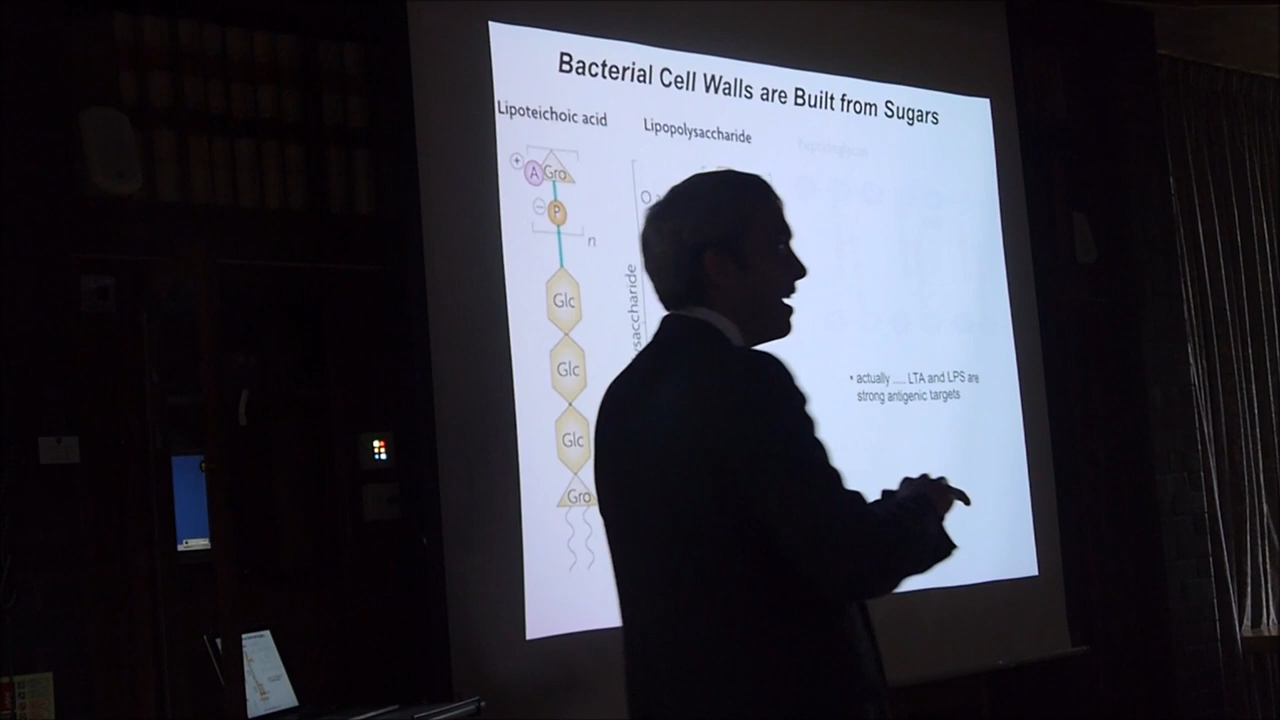 Bacterial Cell Walls are Built from Sugars
Lipoteichoic acid
Lipopolysaccharide
Peptidoglycan
+
A
Gro
−
P
n
Glc
Glc
Glc
Gro
O
saccharide
• actually ..... LTA and LPS are
strong antigenic targets